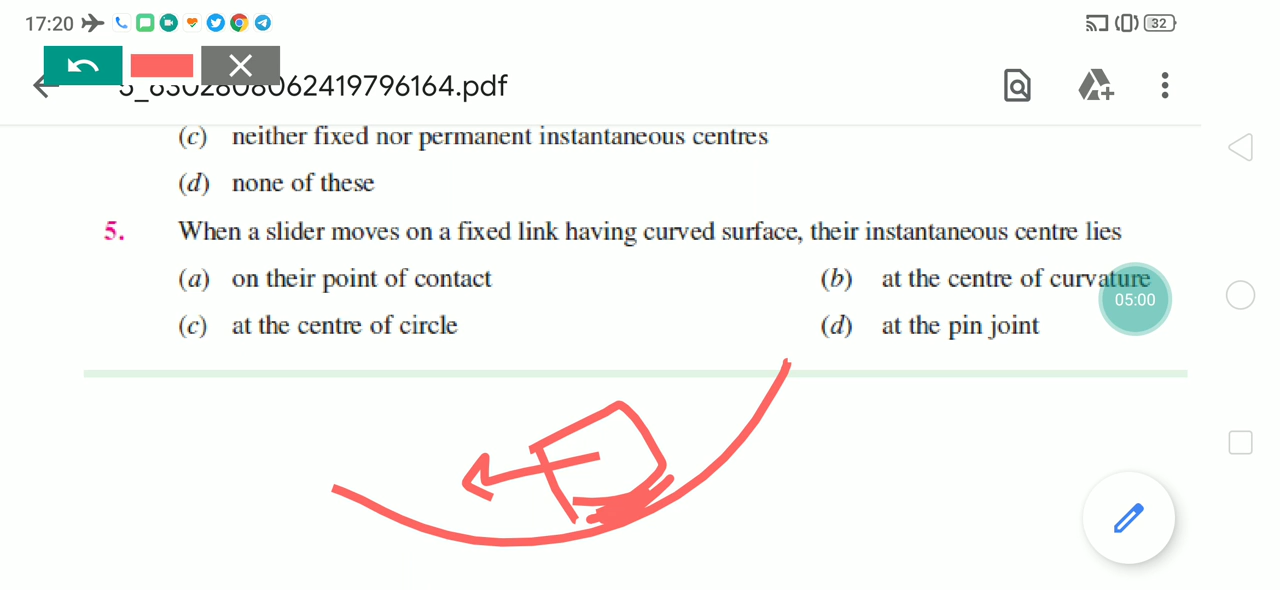 17:20 32
5_6302808062419796164.pdf
(c) neither fixed nor permanent instantaneous centres
(d) none of these
5. When a slider moves on a fixed link having curved surface, their instantaneous centre lies
(a) on their point of contact (b) at the centre of curvature
05:00
(c) at the centre of circle (d) at the pin joint